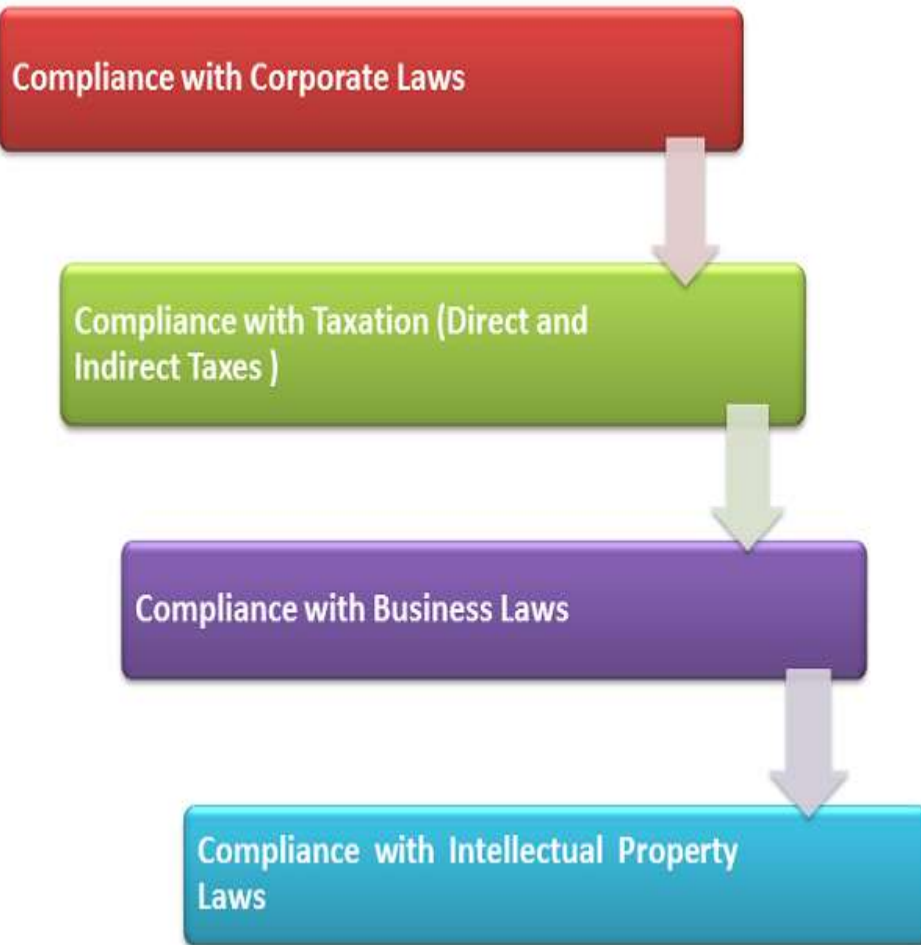 Compliance with Corporate Laws
Compliance with Taxation (Direct and
Indirect Taxes )
Compliance with Business Laws
Compliance with Intellectual Property
Laws